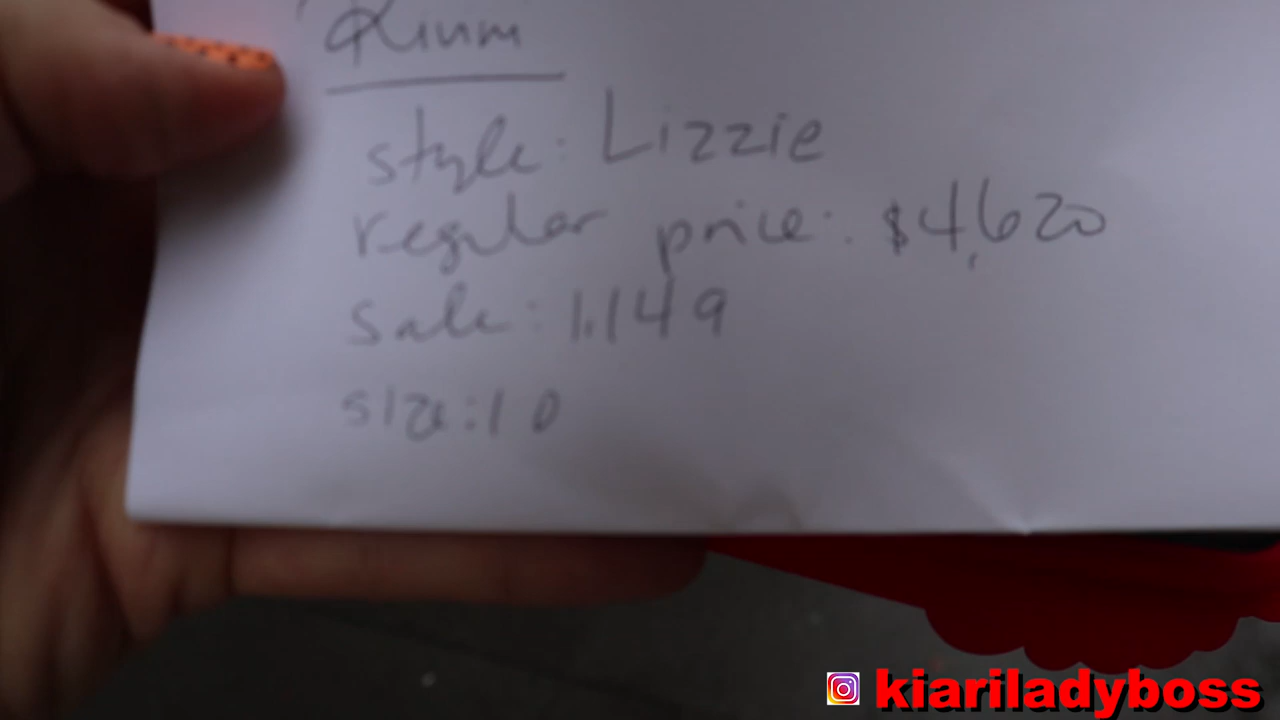 style: Lizzie
regular price: $4,620
sale: 1,149
size: 10
kiariladyboss